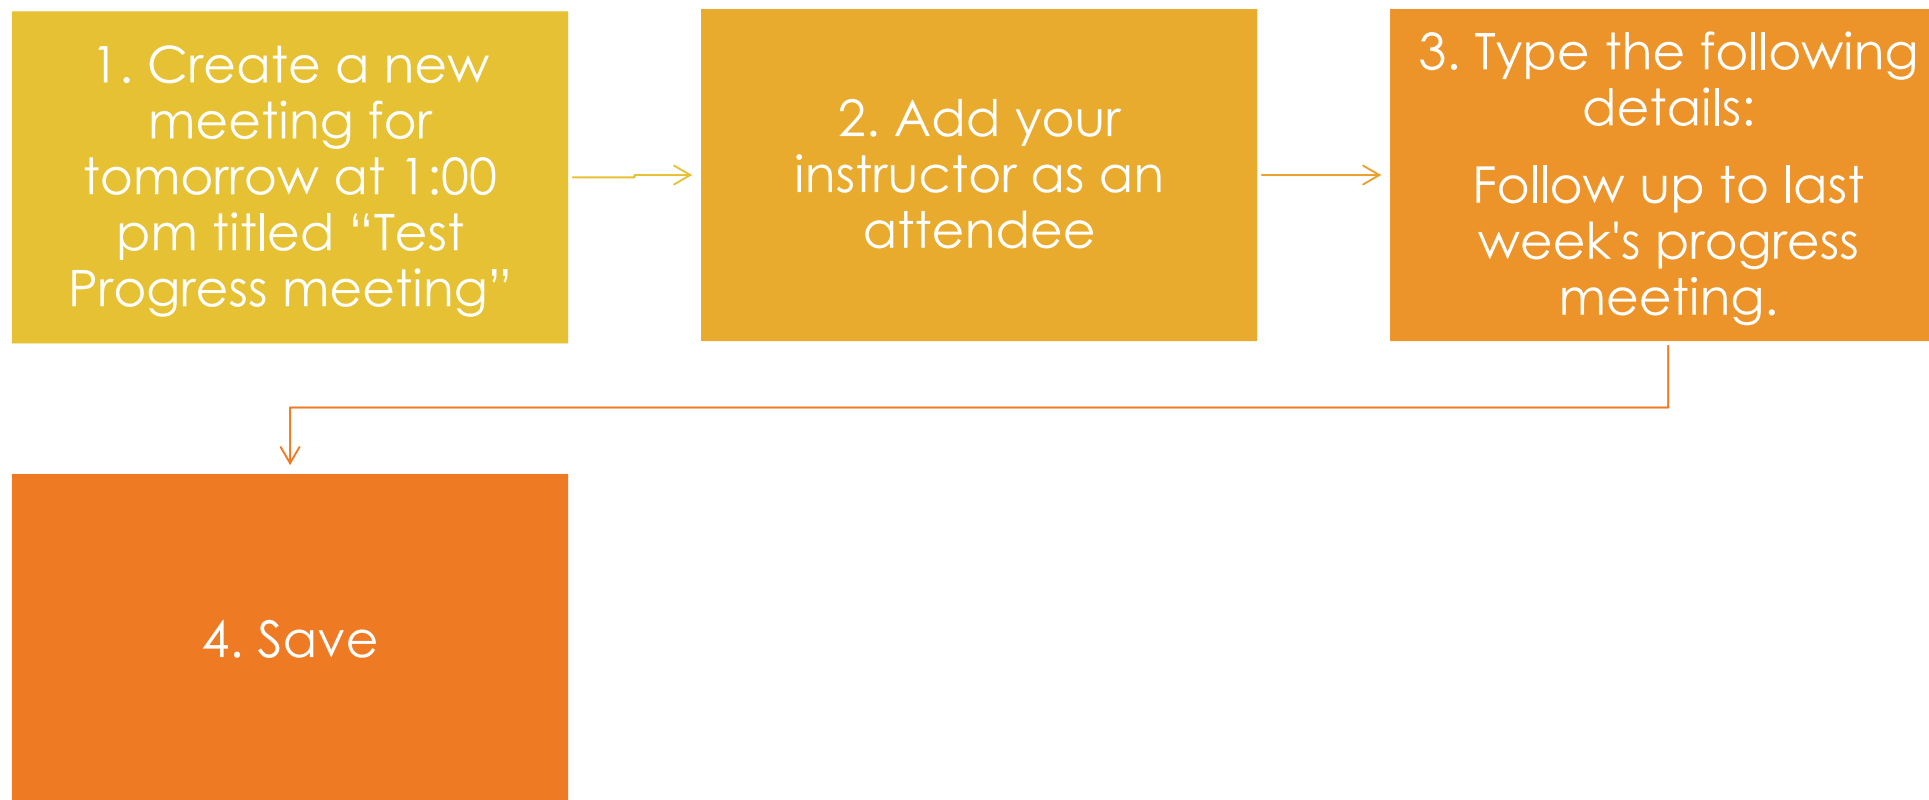 1. Create a new
meeting for
tomorrow at 1:00
pm titled “Test
Progress meeting”
2. Add your
instructor as an
attendee
3. Type the following
details:
Follow up to last
week's progress
meeting.
4. Save